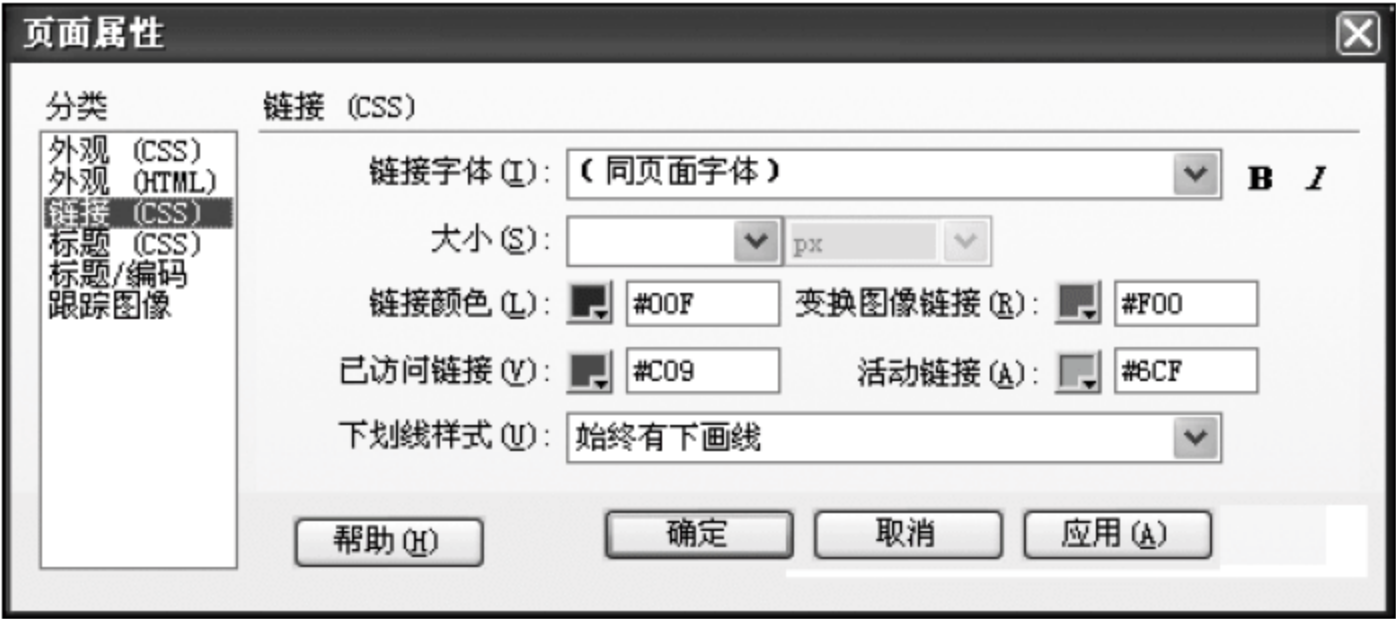 页面属性
分类
外观 (CSS)
外观 (HTML)
链接 (CSS)
标题 (CSS)
标题/编码
跟踪图像
链接 (CSS)
链接字体(I): (同页面字体) B I
大小(S): px
链接颜色(L): #00F 变换图像链接(R): #F00
已访问链接(V): #C09 活动链接(A): #6CF
下划线样式(U): 始终有下画线
帮助(H) 确定 取消 应用(A)